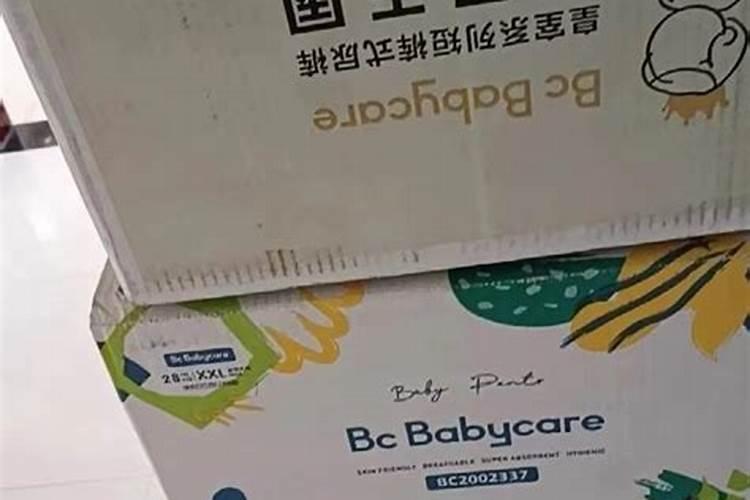 皇室系列短裤式尿裤
Bc Babycare
Bc Babycare
XXL
Baby Pants
Bc Babycare
SKIN FRIENDLY BREATHABLE SUPER ABSORBENT HYGIENIC
BC2002337